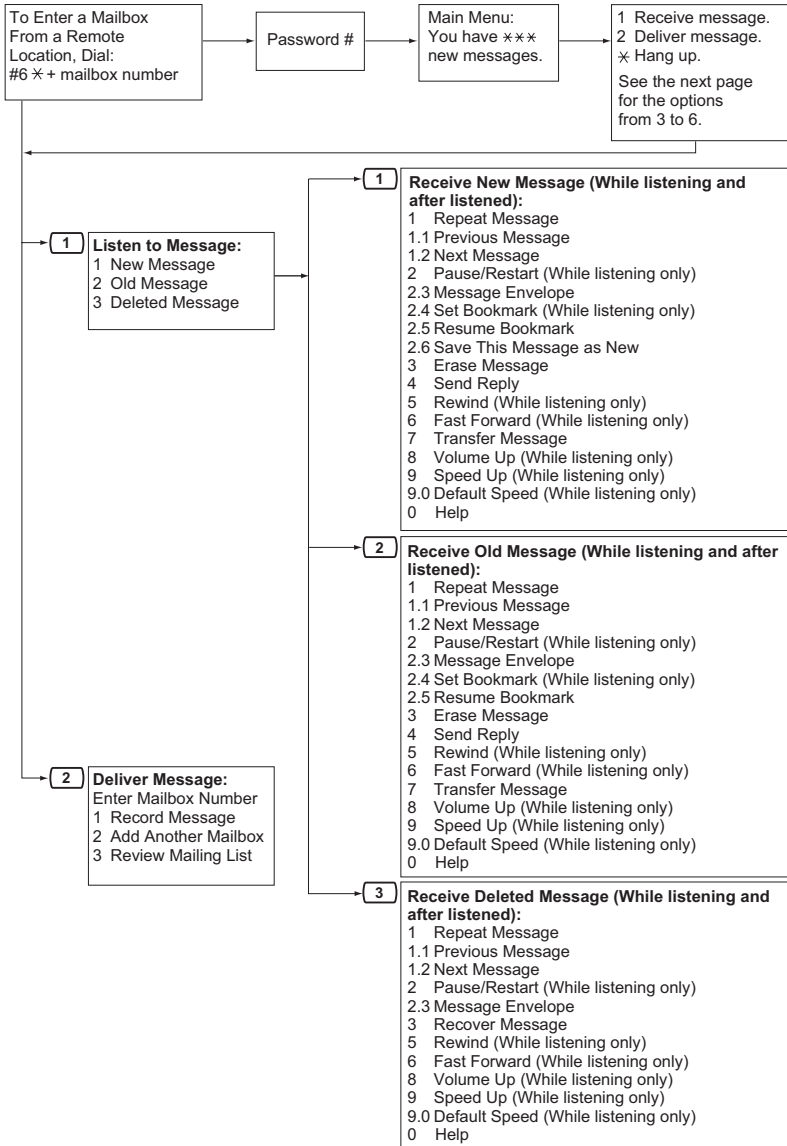 To Enter a Mailbox
From a Remote
Location, Dial:
#6 * + mailbox number
Password #
Main Menu:
You have ***
new messages.
1 Receive message.
2 Deliver message.
* Hang up.
See the next page
for the options
from 3 to 6.
1
Listen to Message:
1 New Message
2 Old Message
3 Deleted Message
1
Receive New Message (While listening and
after listened):
1 Repeat Message
1.1 Previous Message
1.2 Next Message
2 Pause/Restart (While listening only)
2.3 Message Envelope
2.4 Set Bookmark (While listening only)
2.5 Resume Bookmark
2.6 Save This Message as New
3 Erase Message
4 Send Reply
5 Rewind (While listening only)
6 Fast Forward (While listening only)
7 Transfer Message
8 Volume Up (While listening only)
9 Speed Up (While listening only)
9.0 Default Speed (While listening only)
0 Help
2
Receive Old Message (While listening and after
listened):
1 Repeat Message
1.1 Previous Message
1.2 Next Message
2 Pause/Restart (While listening only)
2.3 Message Envelope
2.4 Set Bookmark (While listening only)
2.5 Resume Bookmark
3 Erase Message
4 Send Reply
5 Rewind (While listening only)
6 Fast Forward (While listening only)
7 Transfer Message
8 Volume Up (While listening only)
9 Speed Up (While listening only)
9.0 Default Speed (While listening only)
0 Help
2
Deliver Message:
Enter Mailbox Number
1 Record Message
2 Add Another Mailbox
3 Review Mailing List
3
Receive Deleted Message (While listening and
after listened):
1 Repeat Message
1.1 Previous Message
1.2 Next Message
2 Pause/Restart (While listening only)
2.3 Message Envelope
3 Recover Message
5 Rewind (While listening only)
6 Fast Forward (While listening only)
8 Volume Up (While listening only)
9 Speed Up (While listening only)
9.0 Default Speed (While listening only)
0 Help